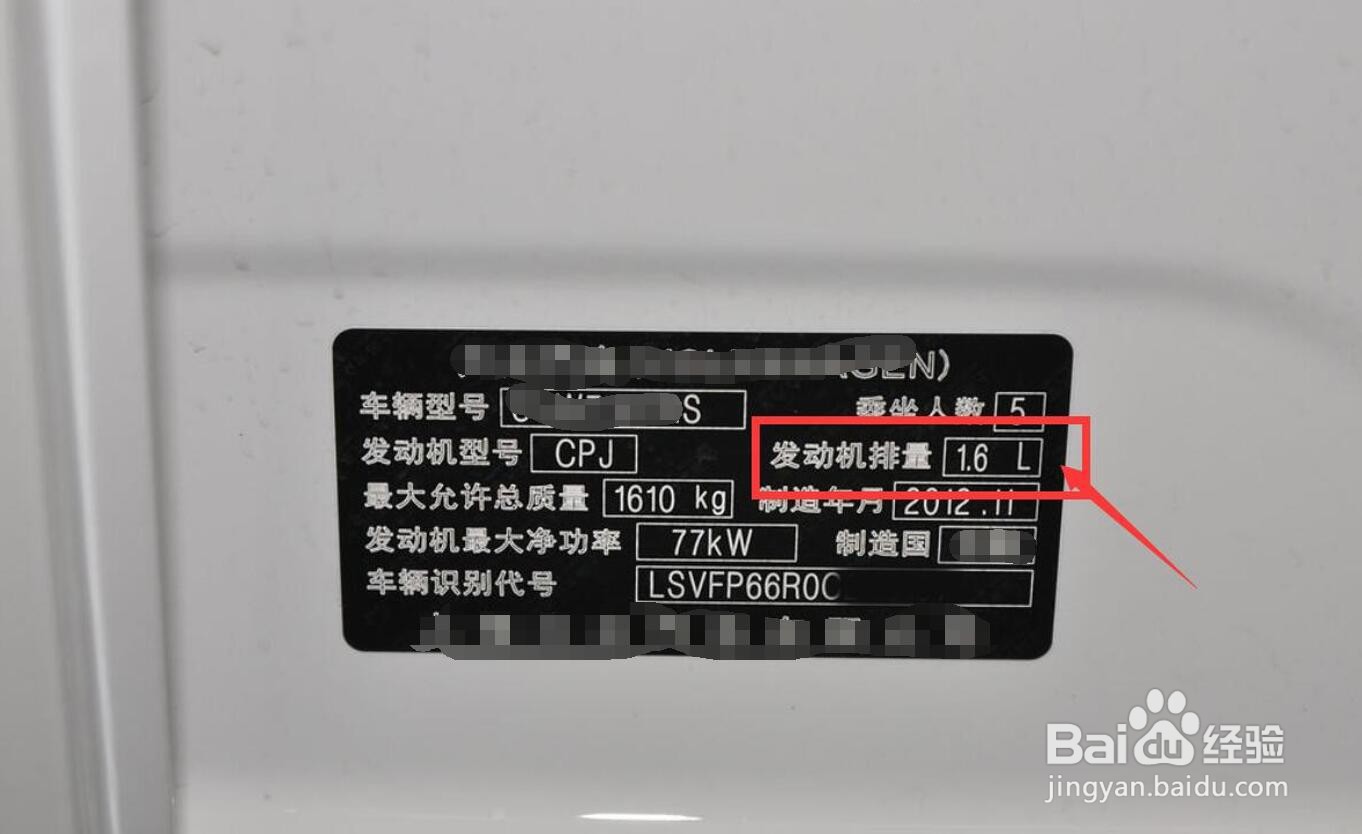 GEN)
车辆型号 S 乘坐人数 5
发动机型号 CPJ 发动机排量 1.6 L
最大允许总质量 1610 kg 制造年月 2012.11
发动机最大净功率 77kW 制造国
车辆识别代号 LSVFP66R0
Bai du 经验
jingyan.baidu.com